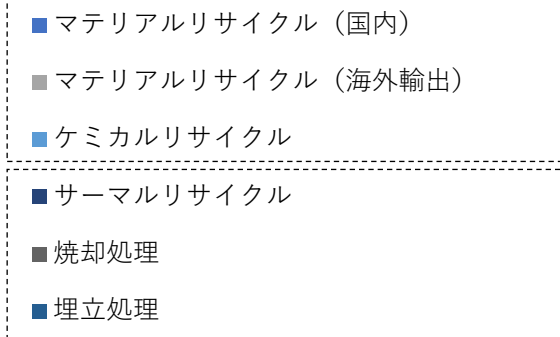 マテリアルリサイクル（国内）
マテリアルリサイクル（海外輸出）
ケミカルリサイクル
サーマルリサイクル
焼却処理
埋立処理